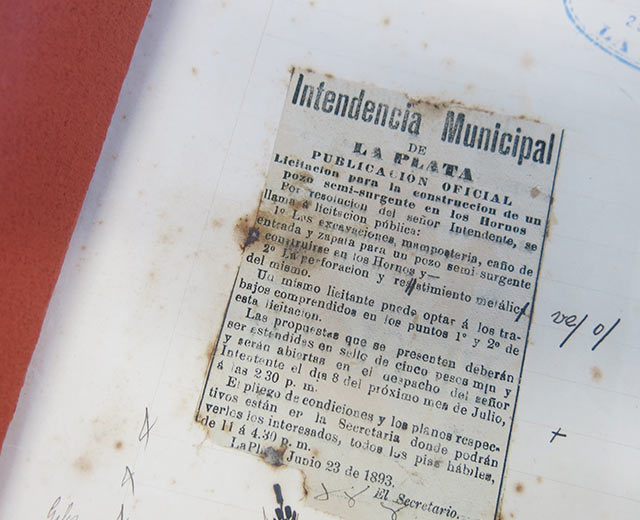 Intendencia Municipal
DE
LA PLATA
PUBLICACION OFICIAL
Licitacion para la construccion de un
pozo semi-surgente en los Hornos
Por resolucion del señor Intendente, se
llama á licitacion pública:
1º Las excavaciones, mampostería, caño de
entrada y zapata para un pozo semi-surgente
construirse en los Hornos y—
2º La perforacion y revestimiento metálico
del mismo.
Un mismo licitante puede optar á los tra-
bajos comprendidos en los puntos 1º y 2º de
esta licitacion.
Las propuestas que se presenten deberán
ser estendidas en sello de cinco pesos m|n y
y serán abiertas en el despacho del señor
Intentente el dia 8 del próximo mes de Julio,
á las 2.30 p. m.
El pliego de condiciones y los planos respec-
tivos están en la Secretaria donde podrán
verlos los interesados, todos los pias hábiles,
de 11 á 4.30 p. m.
La Plata Junio 23 de 1893.
El Secretario.